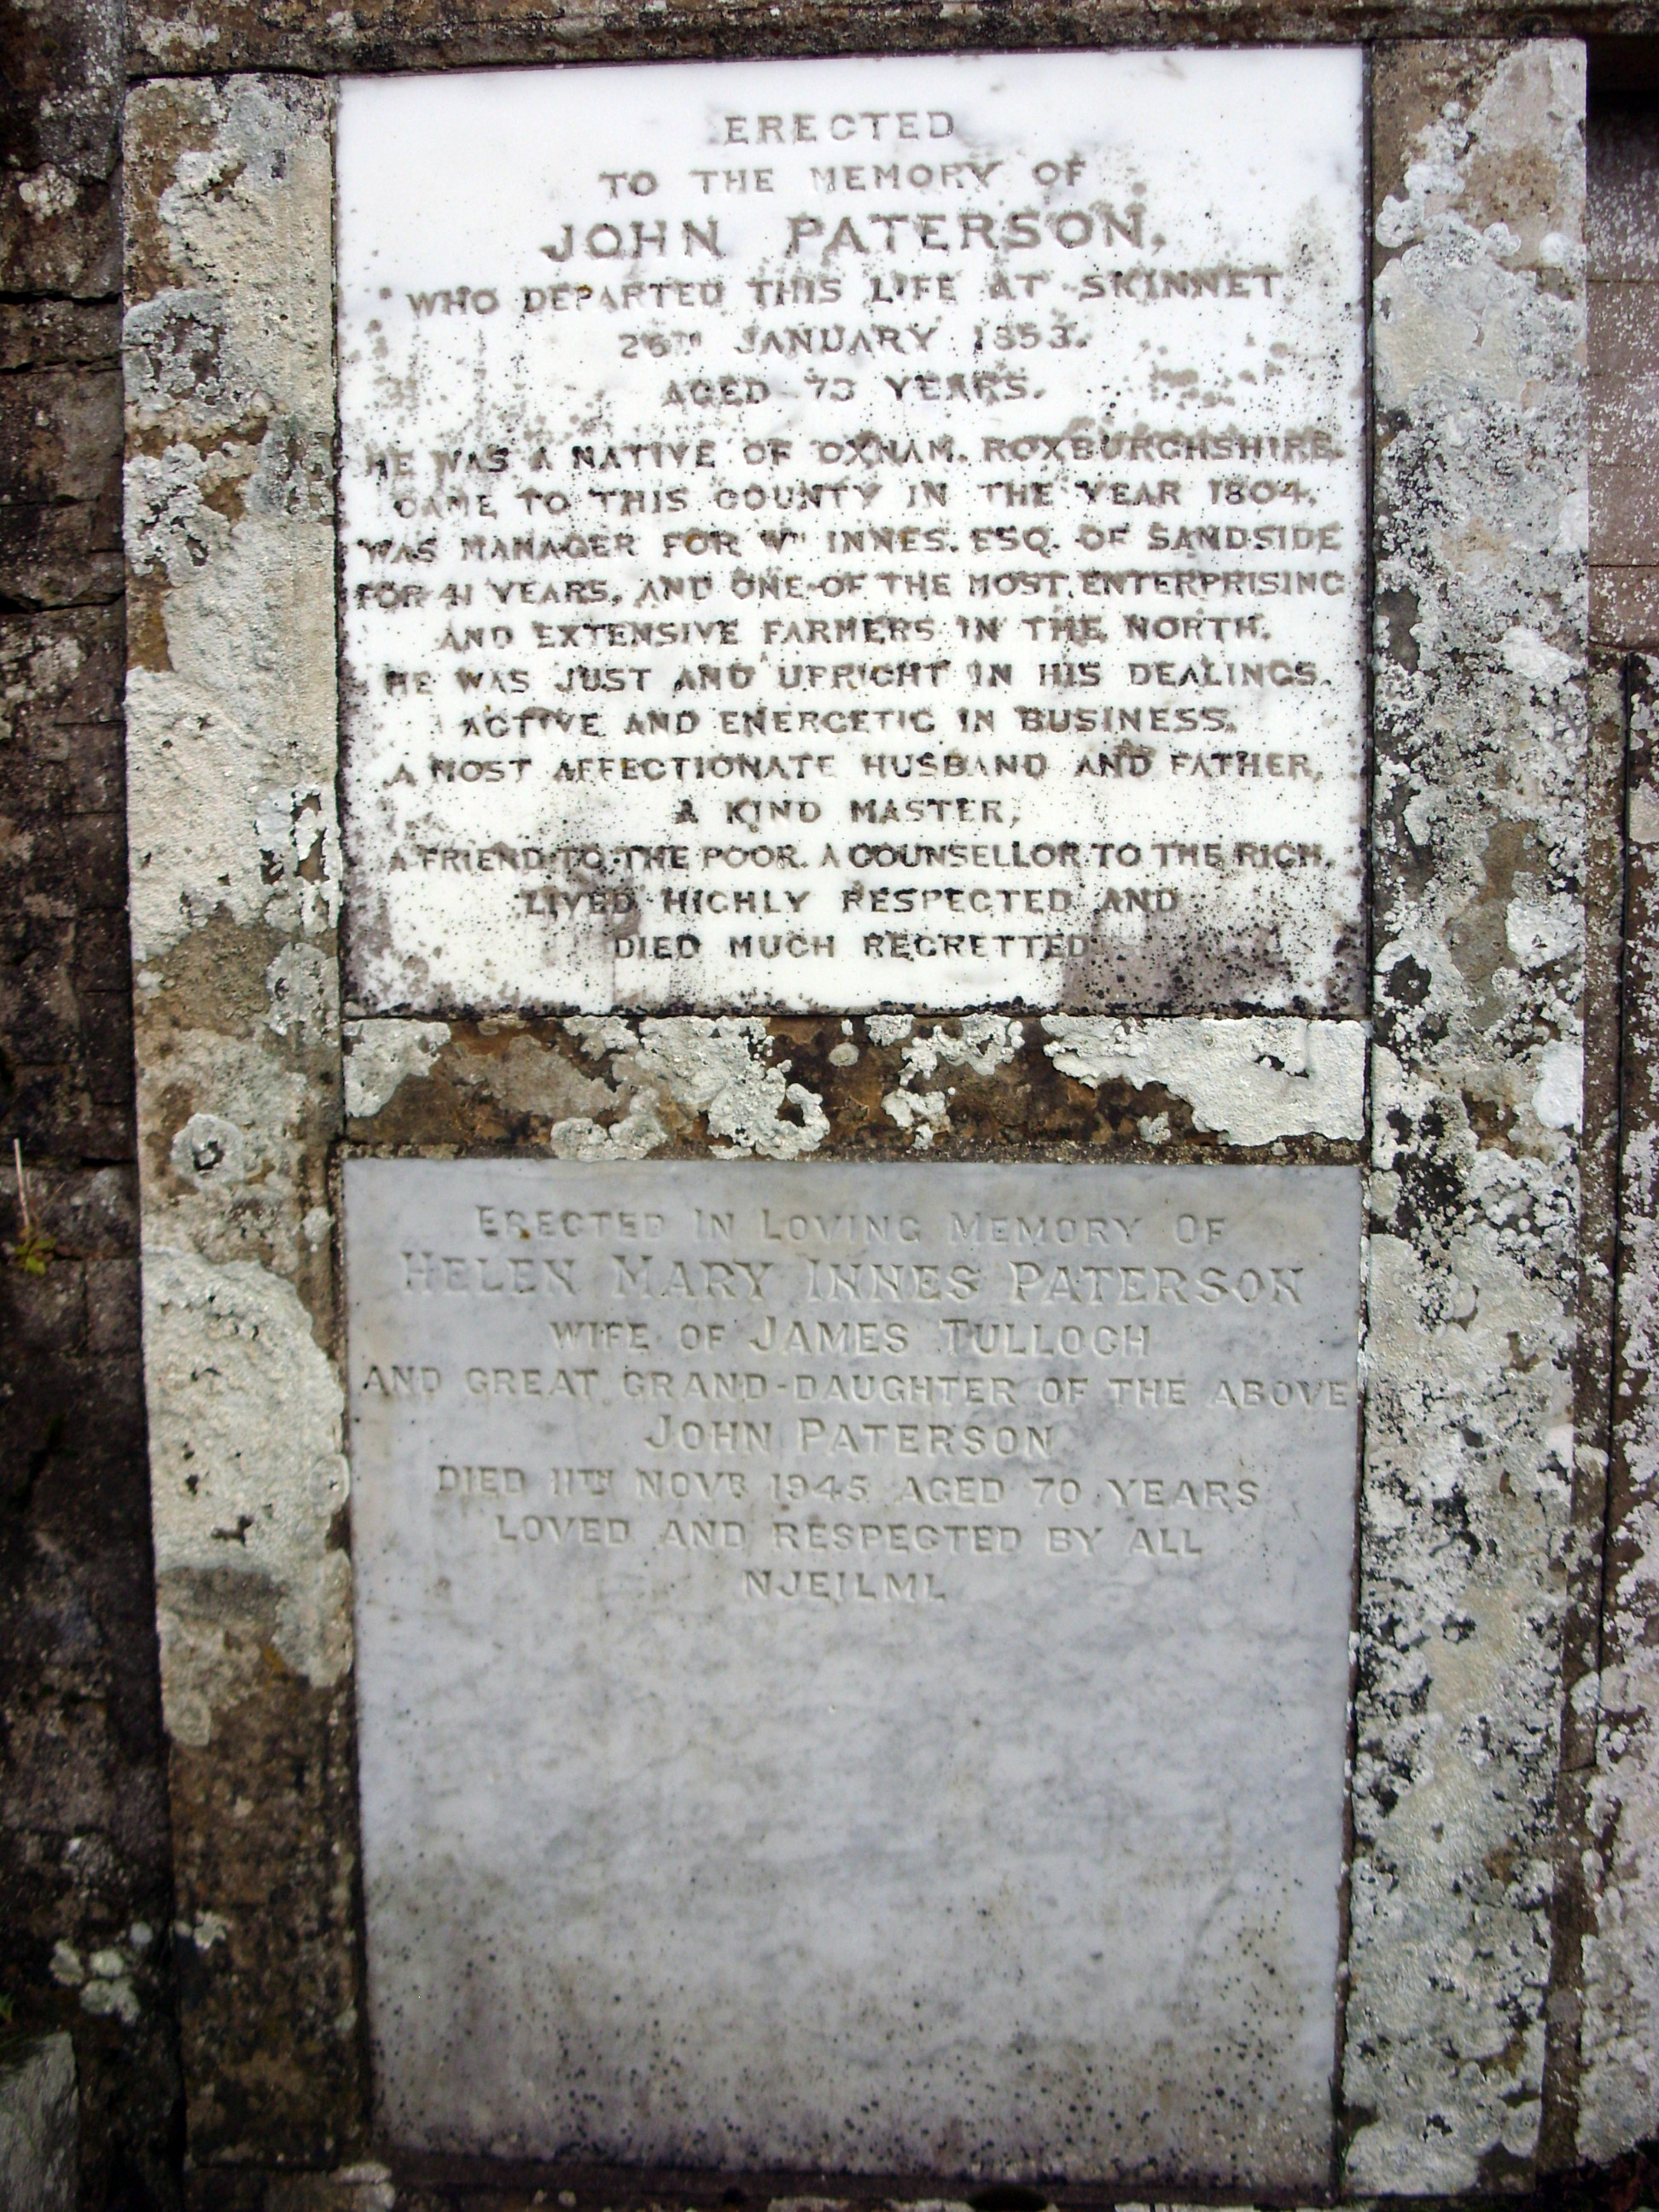 ERECTED
TO THE MEMORY OF
JOHN PATERSON,
WHO DEPARTED THIS LIFE AT SKINNET
26TH JANUARY 1853.
AGED 73 YEARS.
HE WAS A NATIVE OF OXNAM, ROXBURGHSHIRE.
CAME TO THIS COUNTY IN THE YEAR 1804,
WAS MANAGER FOR WM INNES, ESQ. OF SANDSIDE
FOR 41 YEARS, AND ONE OF THE MOST ENTERPRISING
AND EXTENSIVE FARMERS IN THE NORTH.
HE WAS JUST AND UPRIGHT IN HIS DEALINGS.
ACTIVE AND ENERGETIC IN BUSINESS,
A MOST AFFECTIONATE HUSBAND AND FATHER,
A KIND MASTER,
A FRIEND TO THE POOR, A COUNSELLOR TO THE RICH,
LIVED HIGHLY RESPECTED AND
DIED MUCH REGRETTED
ERECTED IN LOVING MEMORY OF
HELEN MARY INNES PATERSON
WIFE OF JAMES TULLOCH
AND GREAT GRAND-DAUGHTER OF THE ABOVE
JOHN PATERSON
DIED 11TH NOVR 1945 AGED 70 YEARS
LOVED AND RESPECTED BY ALL
NJEILML